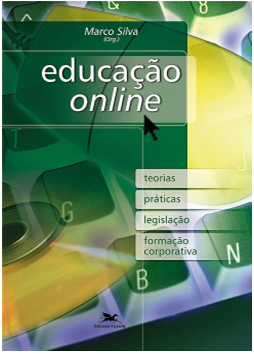 Marco Silva
(Org.)
educação
online
teorias
práticas
legislação
formação
corporativa
G
B
N
Edições Loyola